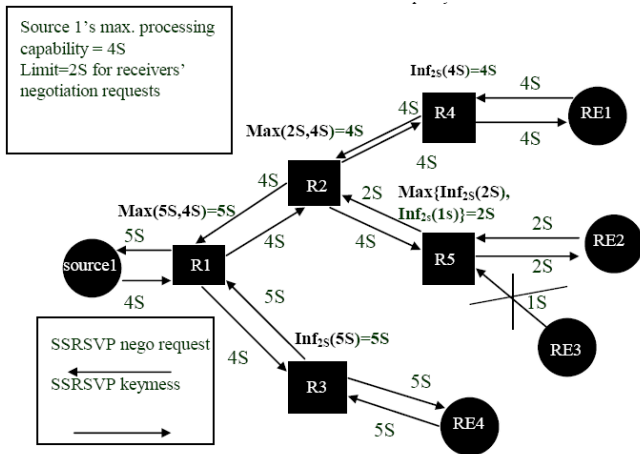 Source 1's max. processing
capability = 4S
Limit=2S for receivers'
negotiation requests
Inf2S(4S)=4S
4S
4S
RE1
R4
4S
4S
Max(2S,4S)=4S
R2
4S
2S
Max{Inf2S(2S),
Inf2S(1s)}=2S
Max(5S,4S)=5S
5S
4S
4S
R5
2S
2S
RE2
source1
R1
4S
1S
RE3
5S
Inf2S(5S)=5S
4S
R3
5S
5S
RE4
SSRSVP nego request
SSRSVP keymess